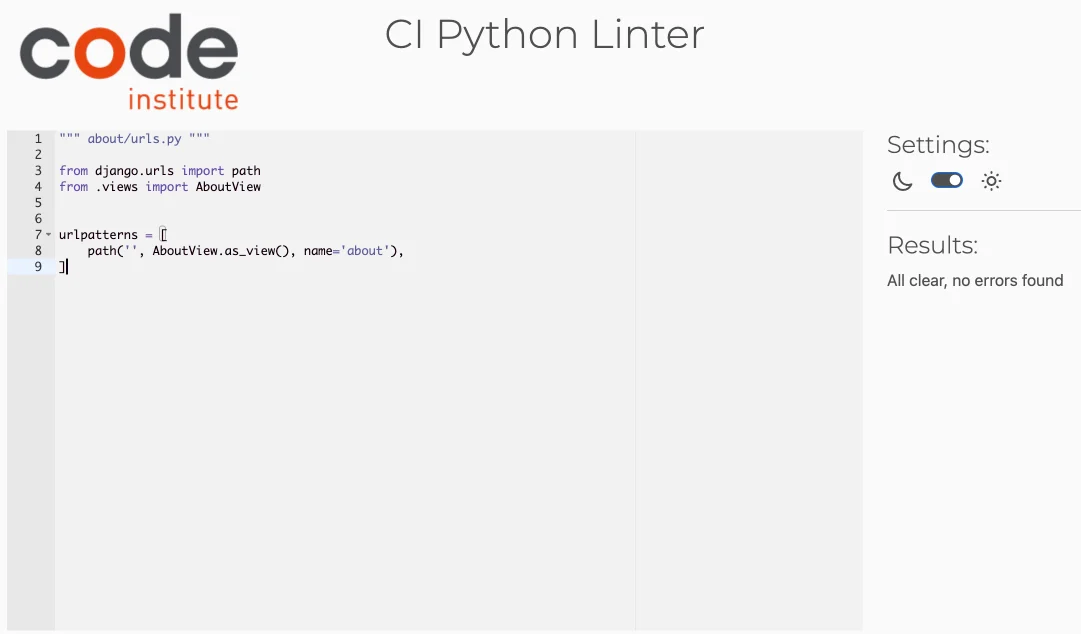 code
institute
CI Python Linter
1 """ about/urls.py """
2
3 from django.urls import path
4 from .views import AboutView
5
6
7 urlpatterns = [
8     path('', AboutView.as_view(), name='about'),
9 ]
Settings:
Results:
All clear, no errors found